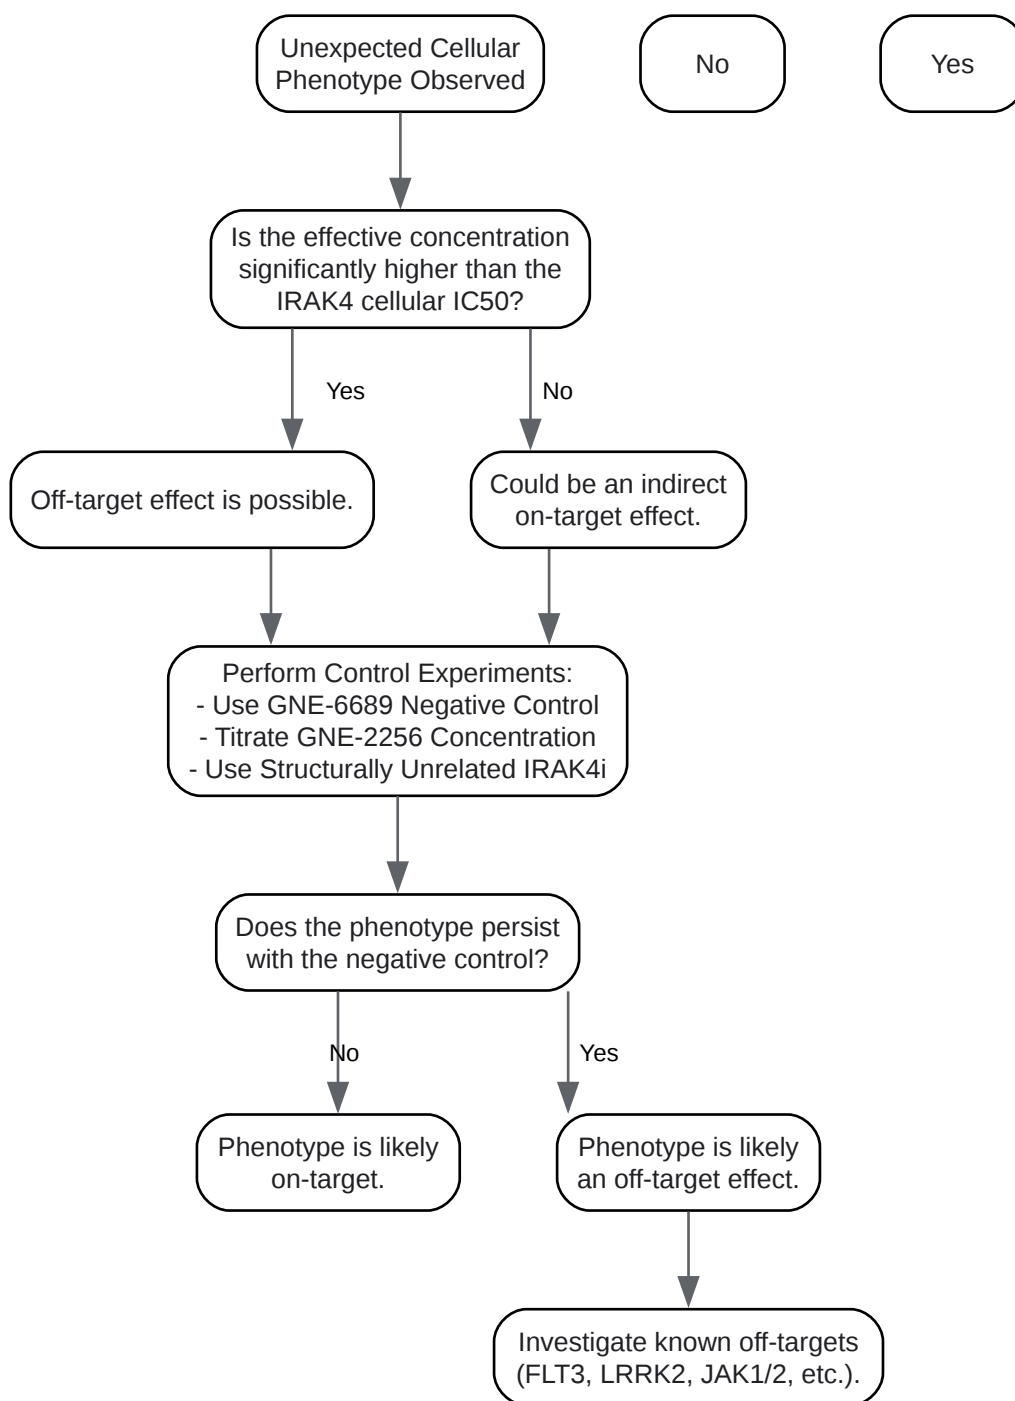 Unexpected Cellular
Phenotype Observed
No
Yes
Is the effective concentration
significantly higher than the
IRAK4 cellular IC50?
Yes
No
Off-target effect is possible.
Could be an indirect
on-target effect.
Perform Control Experiments:
- Use GNE-6689 Negative Control
- Titrate GNE-2256 Concentration
- Use Structurally Unrelated IRAK4i
Does the phenotype persist
with the negative control?
No
Yes
Phenotype is likely
on-target.
Phenotype is likely
an off-target effect.
Investigate known off-targets
(FLT3, LRRK2, JAK1/2, etc.).